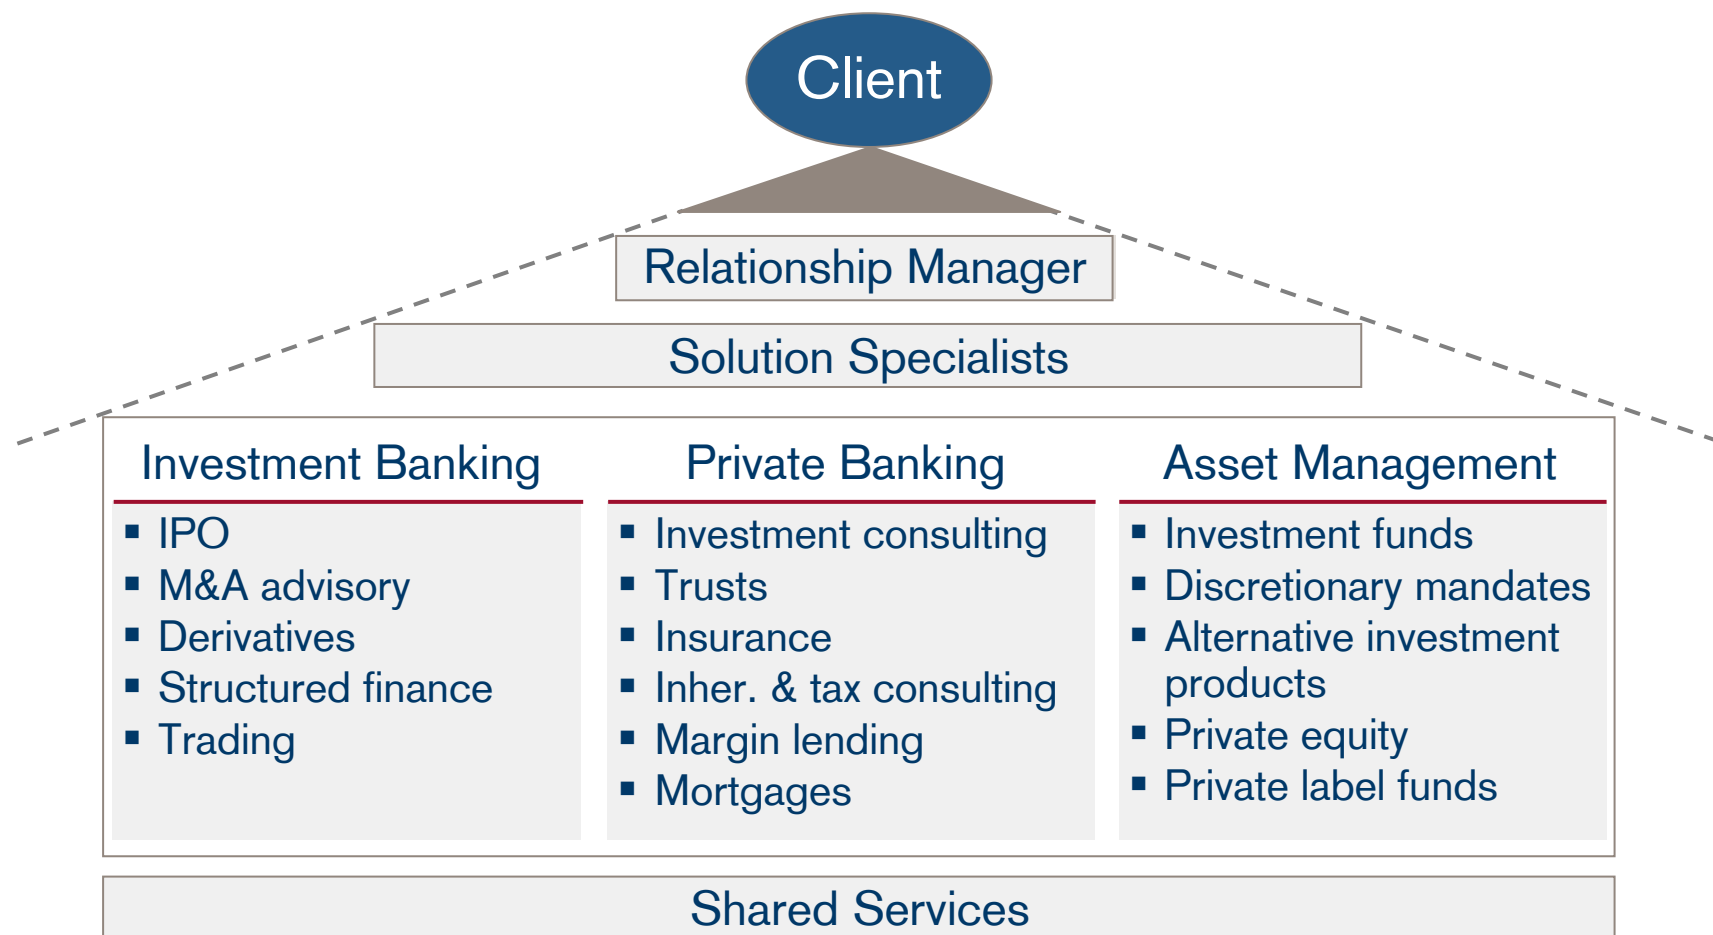 Client
Relationship Manager
Solution Specialists
Investment Banking
IPO
M&A advisory
Derivatives
Structured finance
Trading
Private Banking
Investment consulting
Trusts
Insurance
Inher. & tax consulting
Margin lending
Mortgages
Asset Management
Investment funds
Discretionary mandates
Alternative investment
products
Private equity
Private label funds
Shared Services